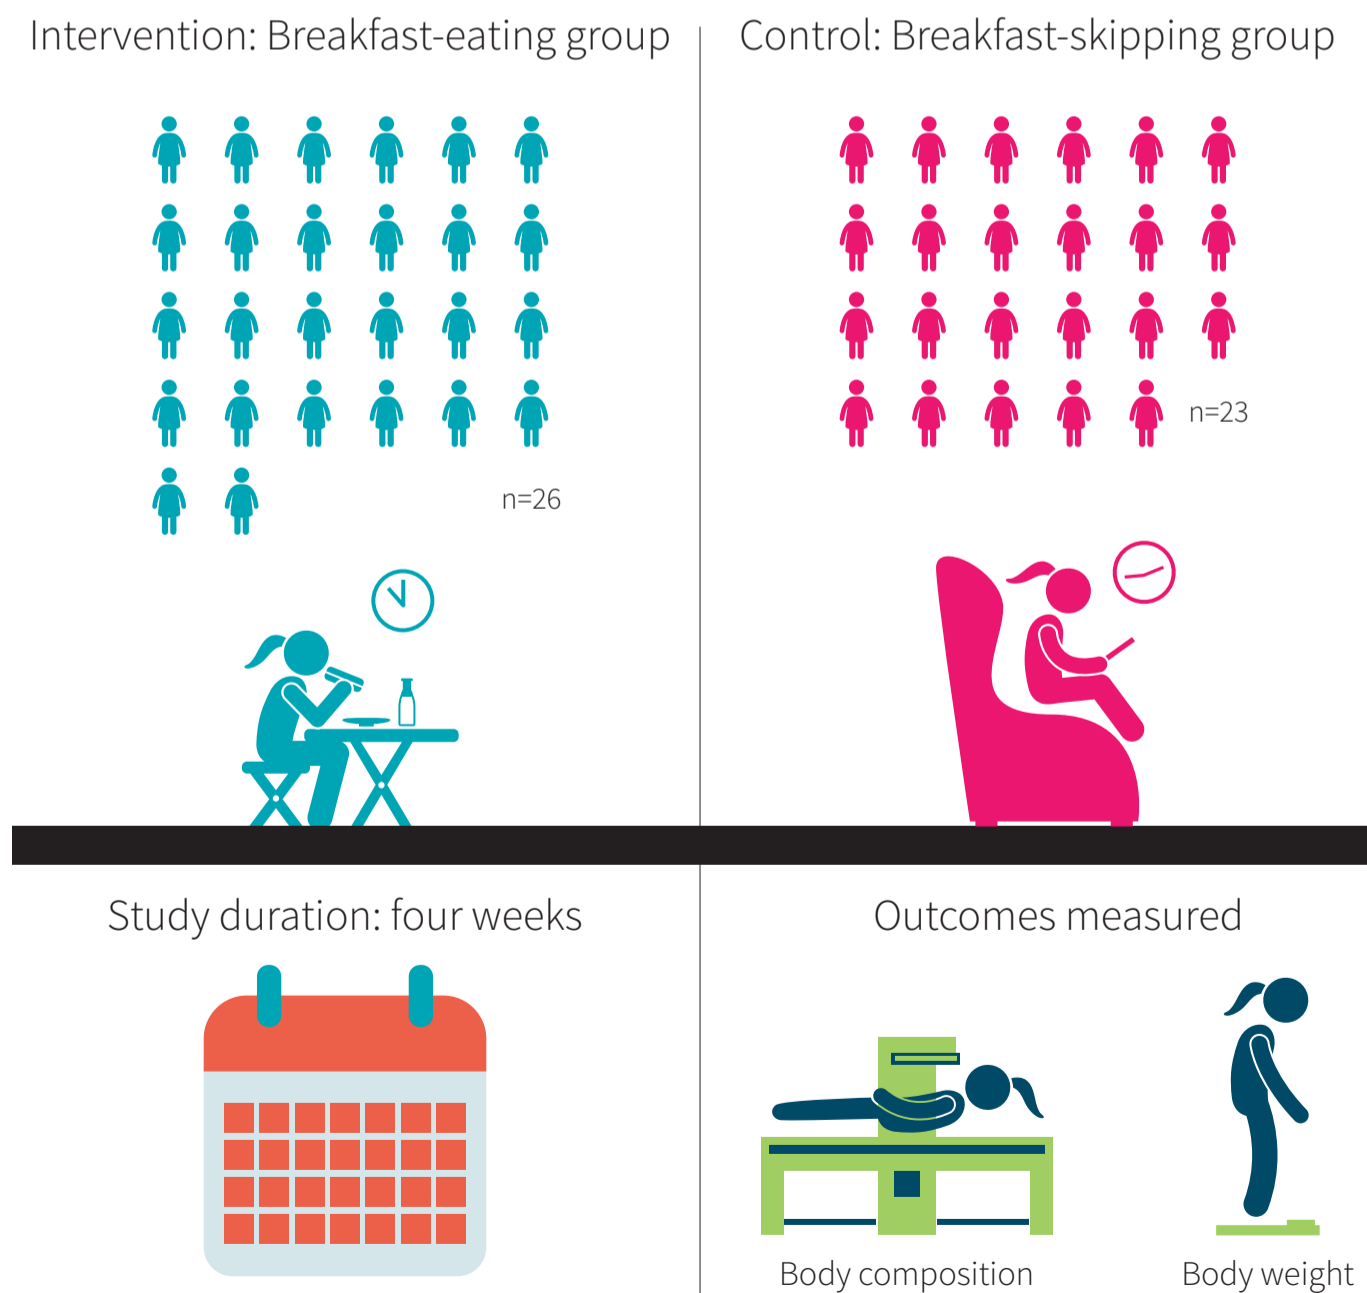 Intervention: Breakfast-eating group
n=26
Control: Breakfast-skipping group
n=23
Study duration: four weeks
Outcomes measured
Body composition
Body weight